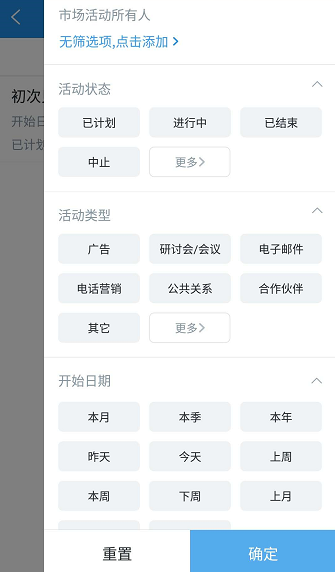 市场活动所有人
无筛选项,点击添加
初次
开始日
已计划
活动状态
已计划 进行中 已结束
中止 更多
活动类型
广告 研讨会/会议 电子邮件
电话营销 公共关系 合作伙伴
其它 更多
开始日期
本月 本季 本年
昨天 今天 上周
本周 下周 上月
重置 确定